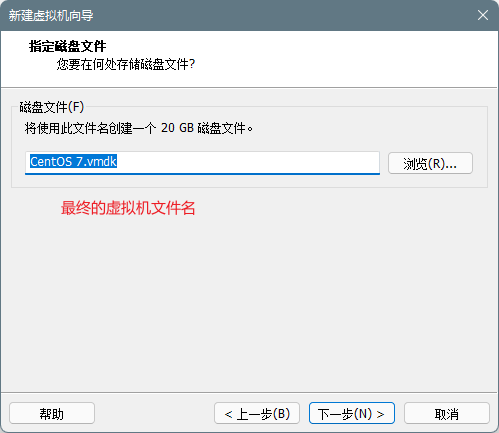 新建虚拟机向导
指定磁盘文件
您要在何处存储磁盘文件?
磁盘文件(F)
将使用此文件名创建一个 20 GB 磁盘文件。
CentOS 7.vmdk
浏览(R)...
最终的虚拟机文件名
帮助
< 上一步(B)
下一步(N) >
取消